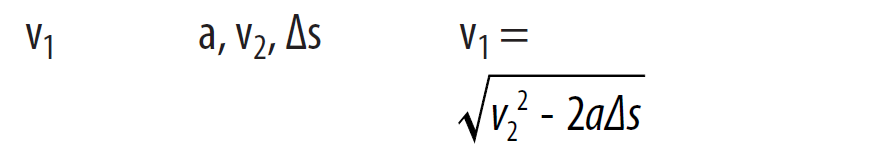 v₁ a, v₂, Δs v₁ =
√v₂² - 2aΔs